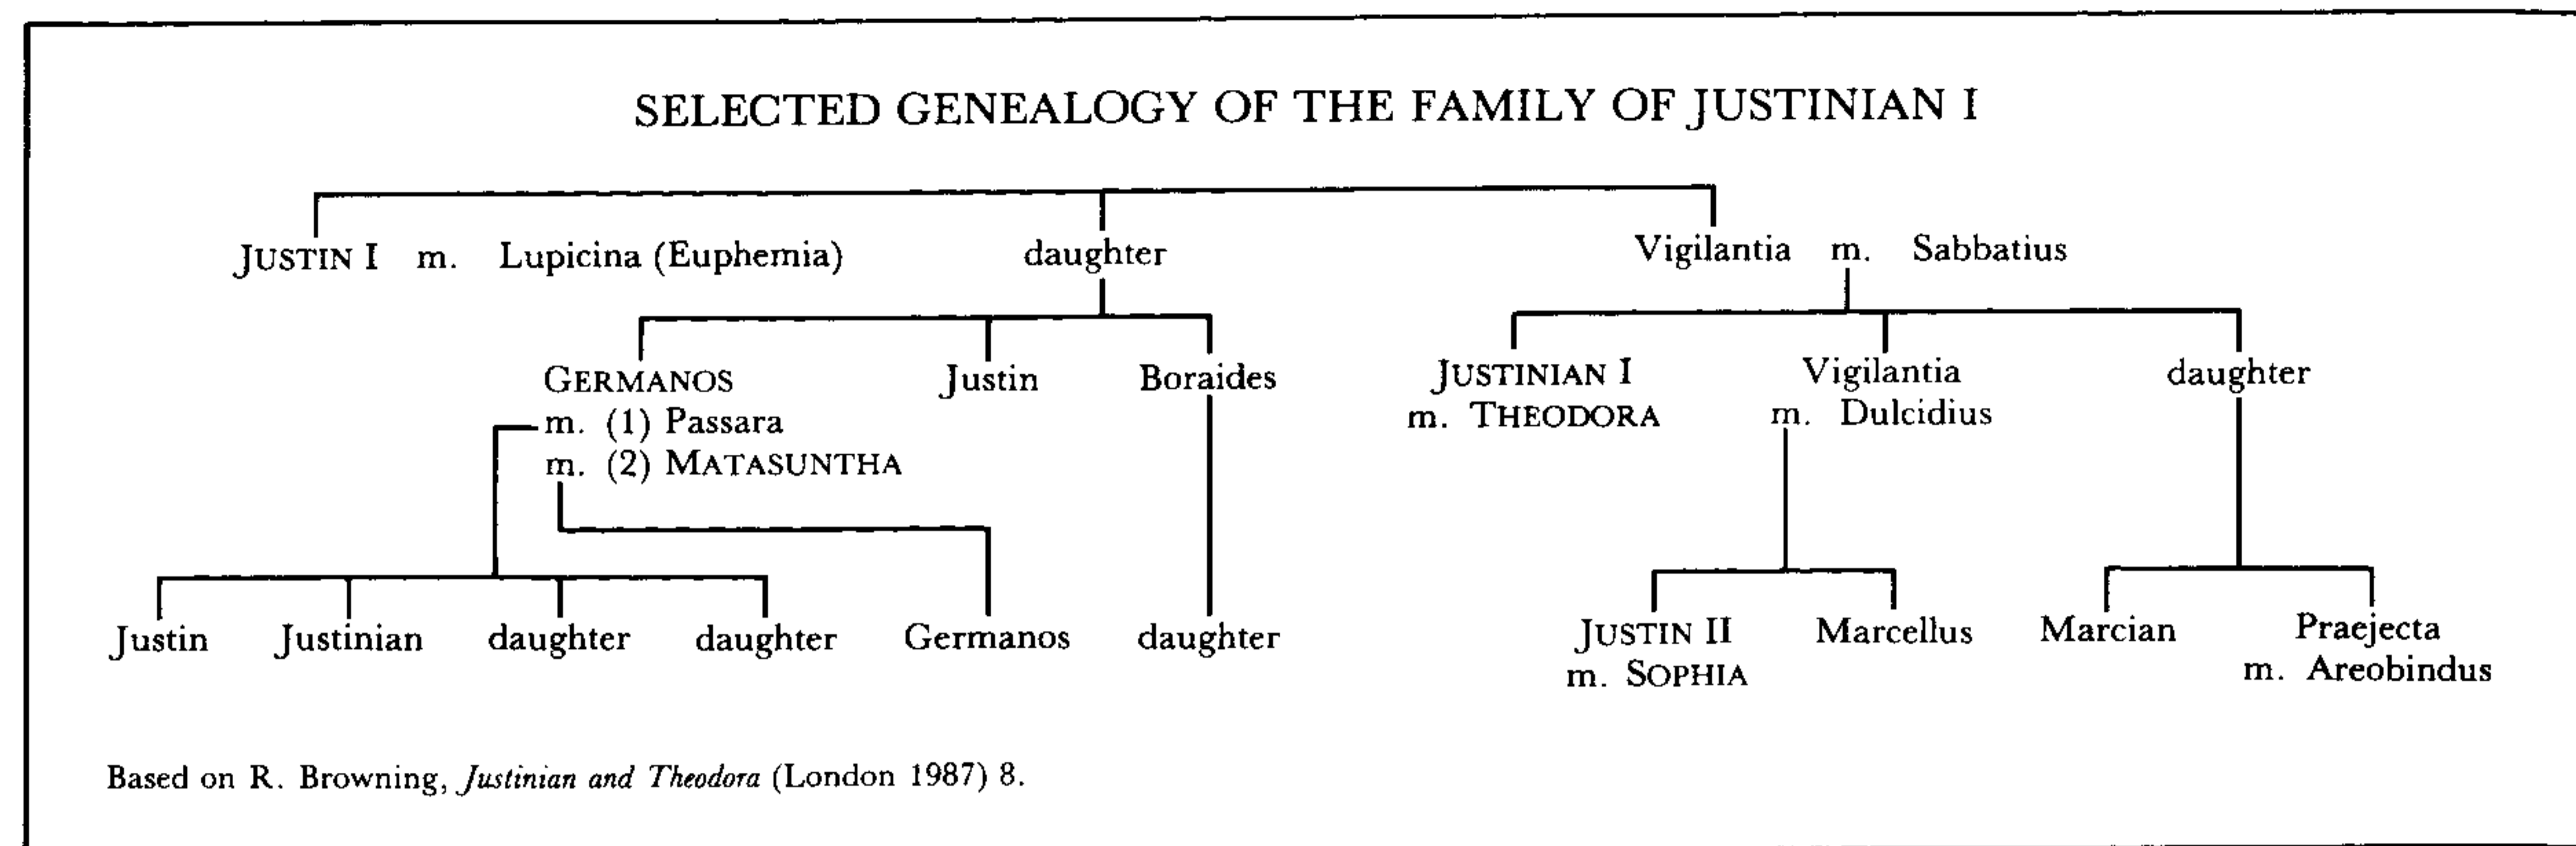 SELECTED GENEALOGY OF THE FAMILY OF JUSTINIAN I
JUSTIN I m. Lupicina (Euphemia) daughter Vigilantia m. Sabbatius
GERMANOS Justin Boraides JUSTINIAN I Vigilantia daughter
m. (1) Passara m. THEODORA m. Dulcidius
m. (2) MATASUNTHA
Justin Justinian daughter daughter Germanos daughter JUSTIN II Marcellus Marcian Praejecta
m. SOPHIA m. Areobindus
Based on R. Browning, Justinian and Theodora (London 1987) 8.